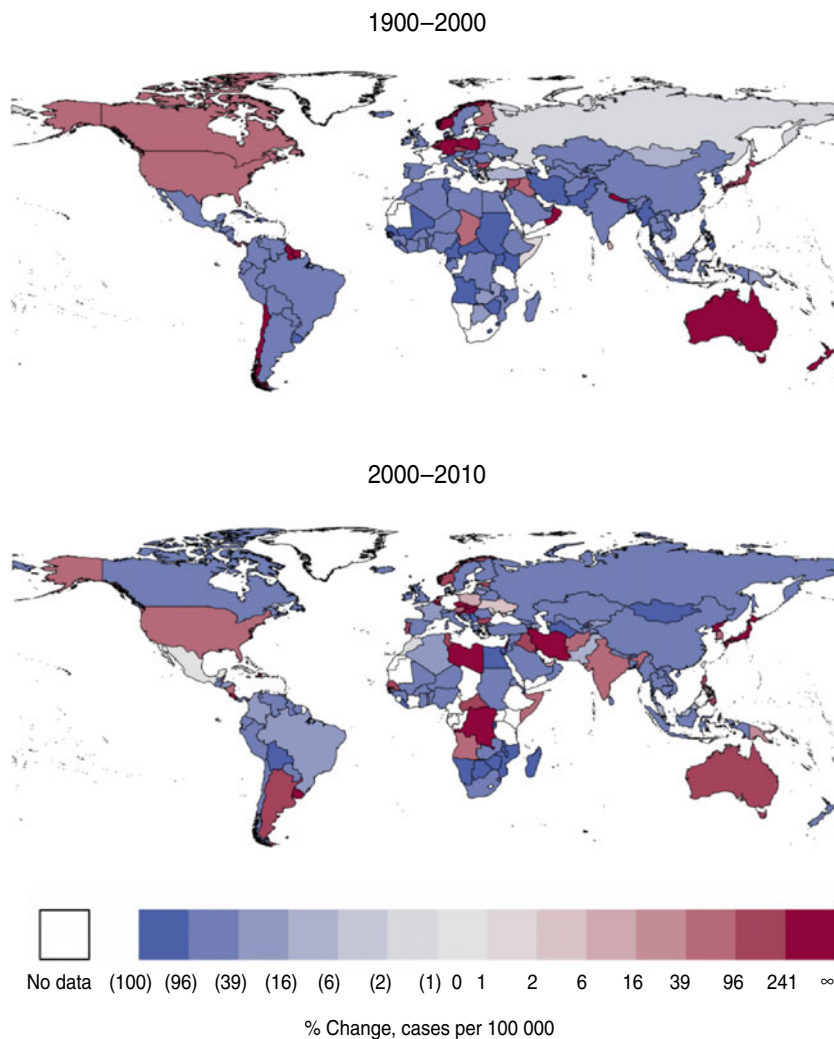 1900–2000
2000–2010
No data (100) (96) (39) (16) (6) (2) (1) 0 1 2 6 16 39 96 241 ∞
% Change, cases per 100 000